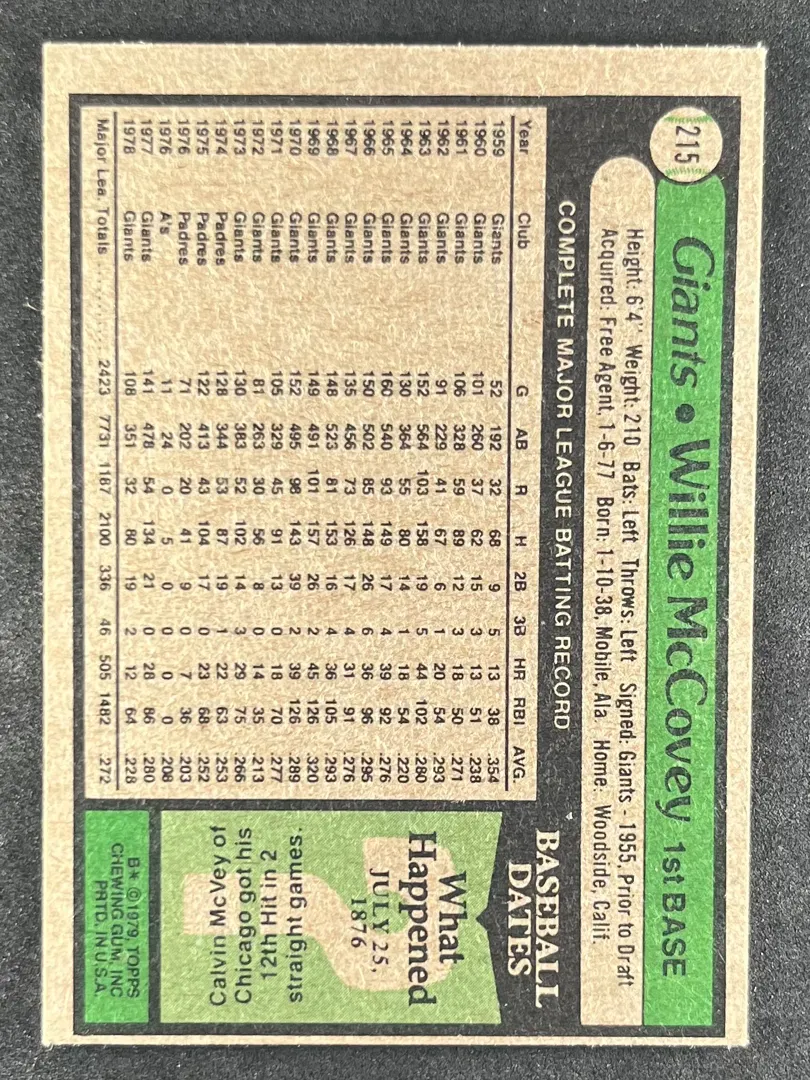 215
Giants • Willie McCovey 1st BASE
Height: 6'4" Weight: 210 Bats: Left Throws: Left Signed: Giants - 1955, Prior to Draft
Acquired: Free Agent, 1-6-77 Born: 1-10-38, Mobile, Ala Home: Woodside, Calif.
COMPLETE MAJOR LEAGUE BATTING RECORD
Year Club G AB R H 2B 3B HR RBI AVG.
1959 Giants 52 192 32 68 9 5 13 38 .354
1960 Giants 101 260 37 62 15 3 13 51 .238
1961 Giants 106 328 59 89 12 3 18 50 .271
1962 Giants 91 229 41 67 6 1 20 54 .293
1963 Giants 152 564 103 158 19 5 44 102 .280
1964 Giants 130 364 55 80 14 1 18 54 .220
1965 Giants 160 540 93 149 17 4 39 92 .276
1966 Giants 150 502 85 148 26 6 36 96 .295
1967 Giants 135 456 73 126 17 4 31 91 .276
1968 Giants 148 523 81 153 16 4 36 105 .293
1969 Giants 149 491 101 157 26 2 45 126 .320
1970 Giants 152 495 98 143 39 2 39 126 .289
1971 Giants 105 329 45 91 13 0 18 70 .277
1972 Giants 81 263 30 56 8 0 14 35 .213
1973 Giants 130 383 52 102 14 3 29 75 .266
1974 Padres 128 344 53 87 19 1 22 63 .253
1975 Padres 122 413 43 104 17 0 23 68 .252
1976 Padres 71 202 20 41 9 0 7 36 .203
1976 A's 11 24 0 5 0 0 0 0 .208
1977 Giants 141 478 54 134 21 0 28 86 .280
1978 Giants 108 351 32 80 19 2 12 64 .228
Major Lea. Totals .......... 2423 7731 1187 2100 336 46 505 1482 .272
BASEBALL
DATES
What
Happened
JULY 25,
1876
Calvin McVey of
Chicago got his
12th Hit in 2
straight games.
B* © 1979, TOPPS
CHEWING GUM, INC
PRTD. IN U.S.A.